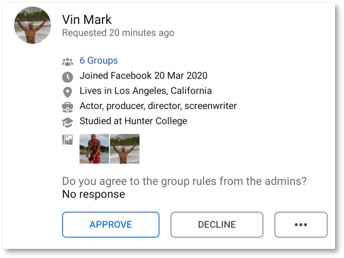 Vin Mark
Requested 20 minutes ago
6 Groups
Joined Facebook 20 Mar 2020
Lives in Los Angeles, California
Actor, producer, director, screenwriter
Studied at Hunter College
Do you agree to the group rules from the admins?
No response
APPROVE
DECLINE
•••